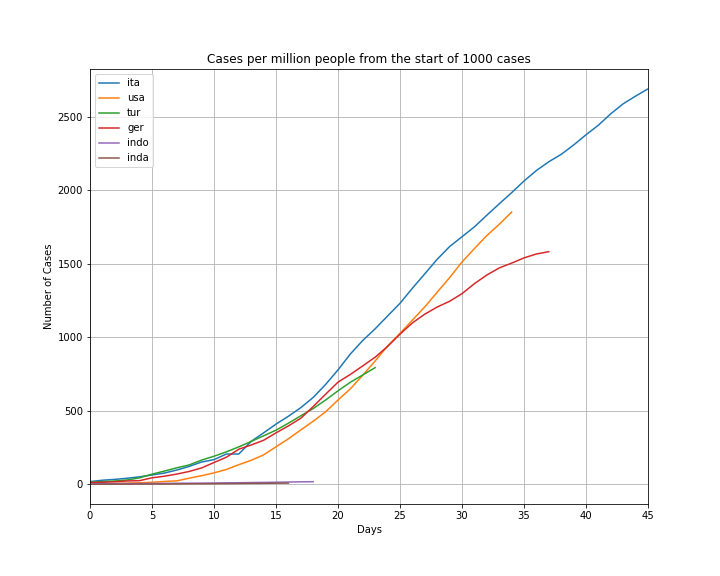 Cases per million people from the start of 1000 cases
ita
usa
tur
ger
indo
inda
Number of Cases
2500
2000
1500
1000
500
0
0 5 10 15 20 25 30 35 40 45
Days